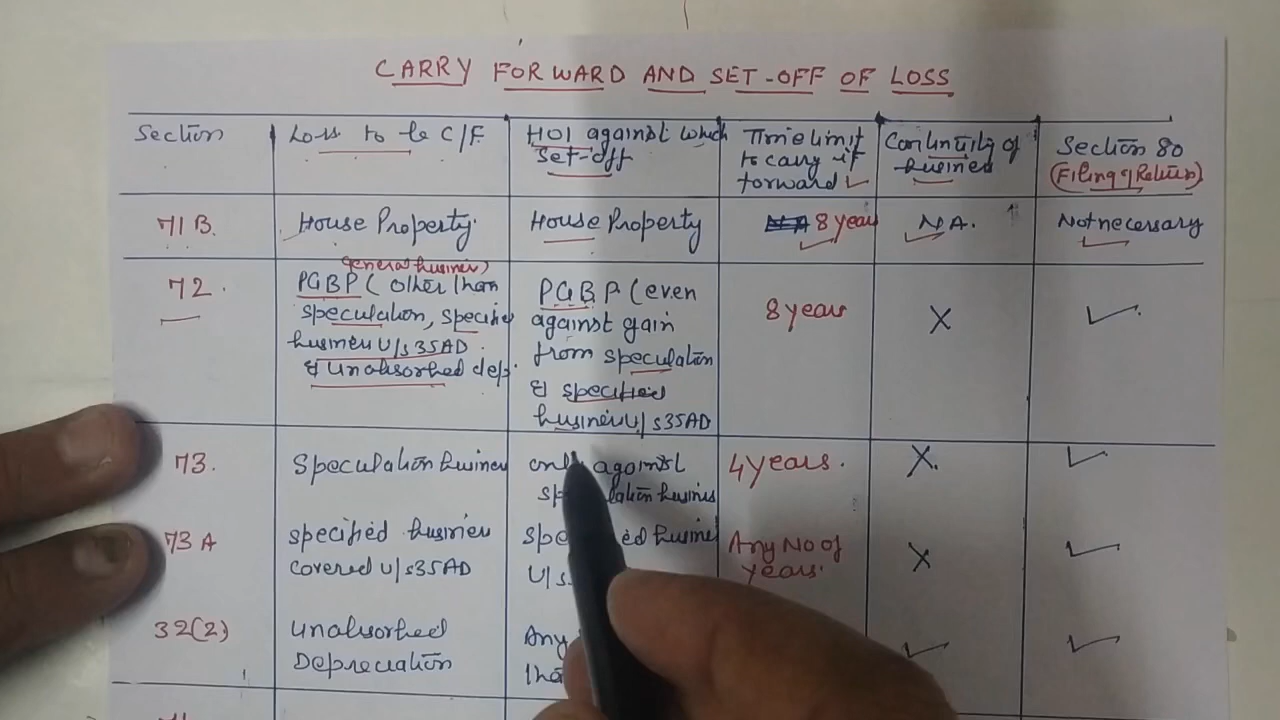 CARRY FORWARD AND SET-OFF OF LOSS
Section
Loss to be C/F
HOI against which
Set-off
Time limit
to carry it
forward
Continuity of
business
Section 80
(Filing of Return)
71B.
House Property.
House Property
8 years
N.A.
Not necessary
72.
general business)
PGBP ( other than
speculation, specified
business U/s 35AD
& unabsorbed dep.
PGBP (even
against gain
from speculation
& specified
business U/s 35AD
8 years
X
✓
73.
Speculation business
only against
speculation business
4 years.
X.
✓
73A
specified business
covered U/s 35AD
business
U/s
Any No of
years.
X
✓
32(2)
unabsorbed
Depreciation
Any
✓
✓